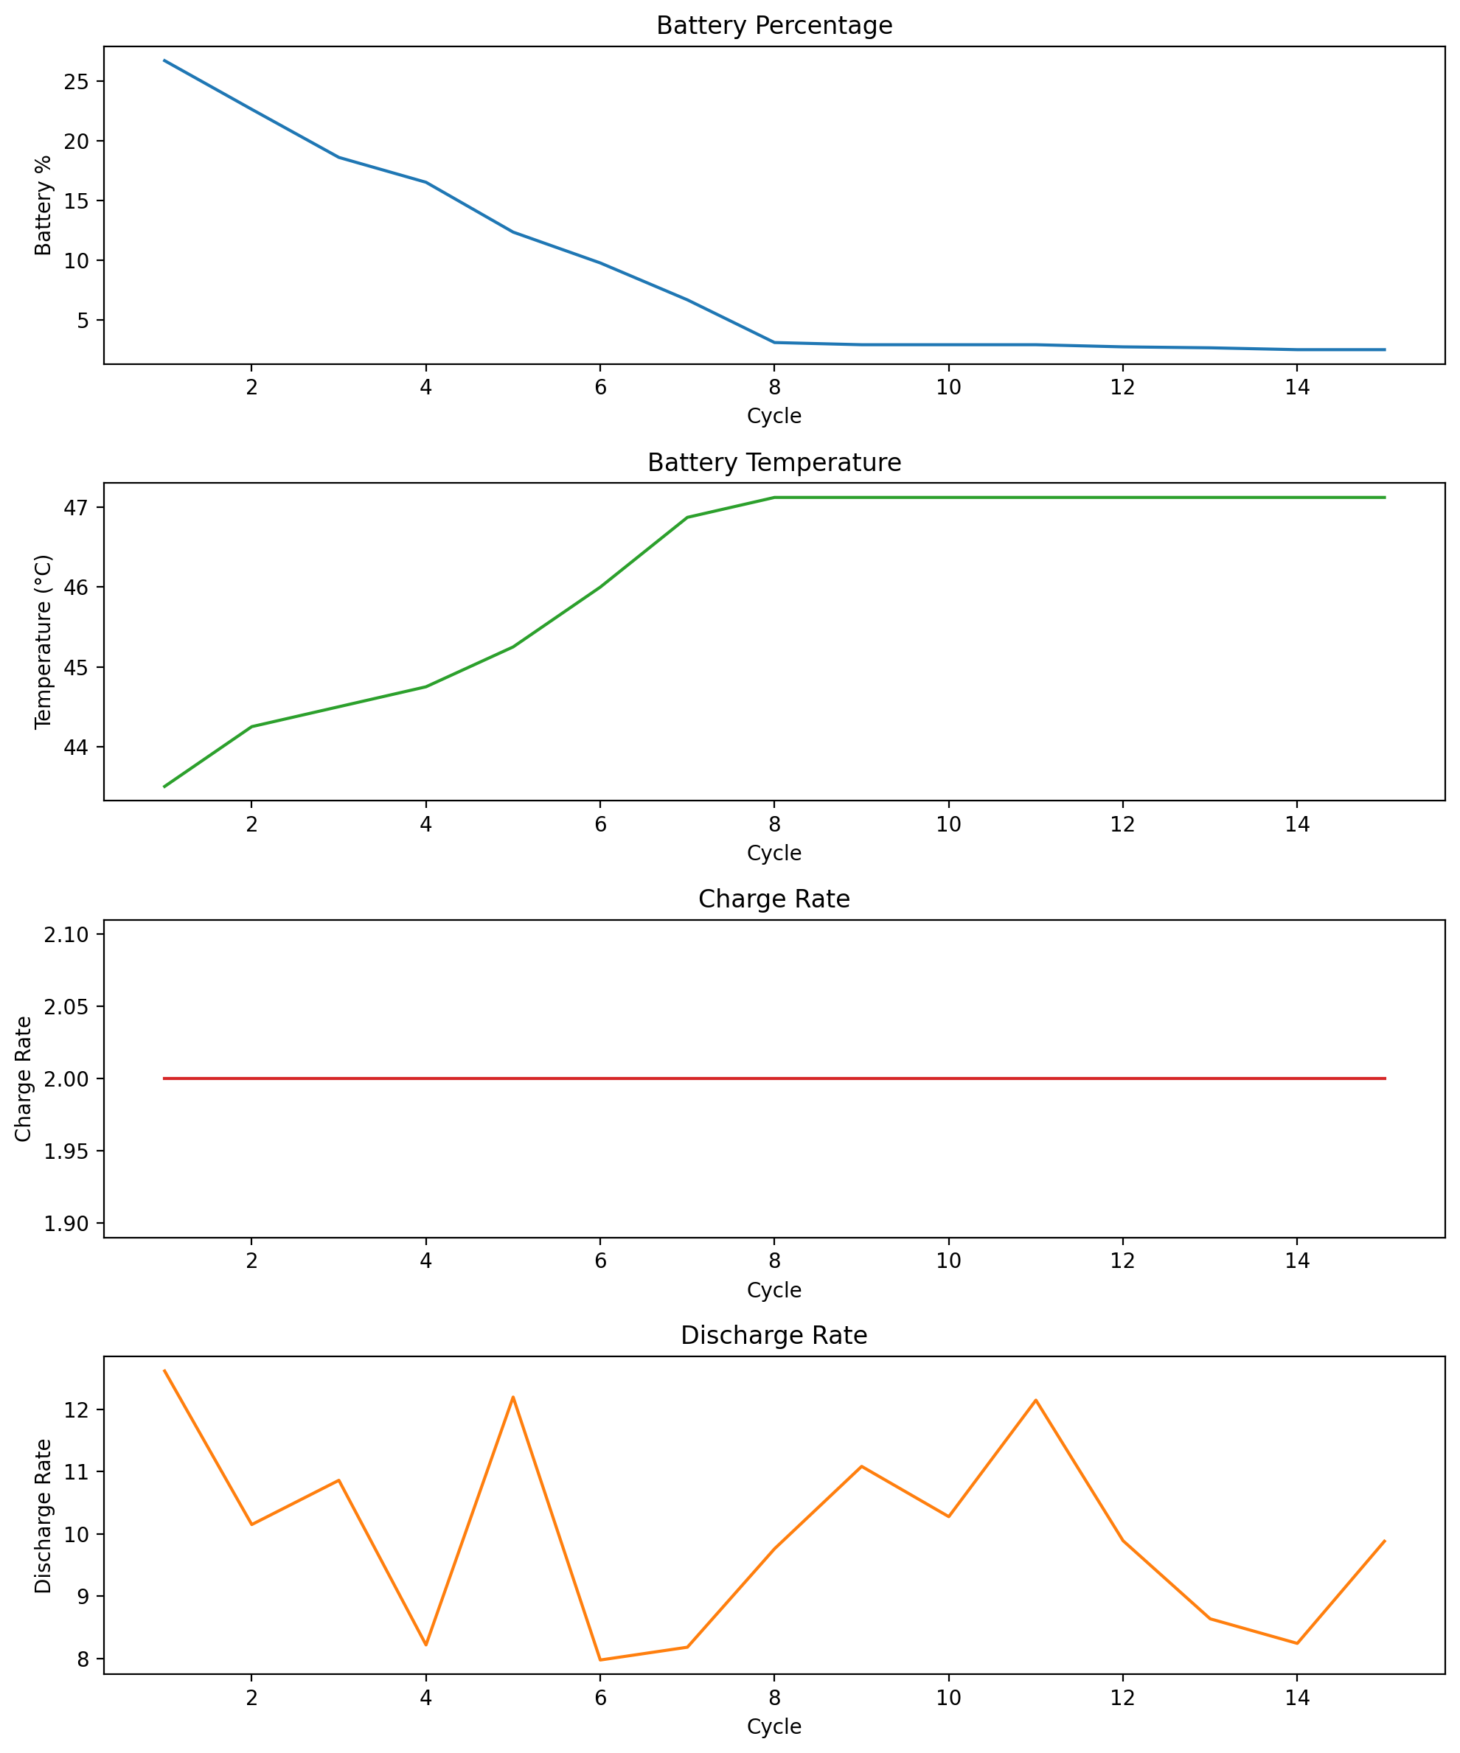 Battery Percentage
25
20
15
10
5
Battery %
2 4 6 8 10 12 14
Cycle
Battery Temperature
47
46
45
44
Temperature (°C)
2 4 6 8 10 12 14
Cycle
Charge Rate
2.10
2.05
2.00
1.95
1.90
Charge Rate
2 4 6 8 10 12 14
Cycle
Discharge Rate
12
11
10
9
8
Discharge Rate
2 4 6 8 10 12 14
Cycle